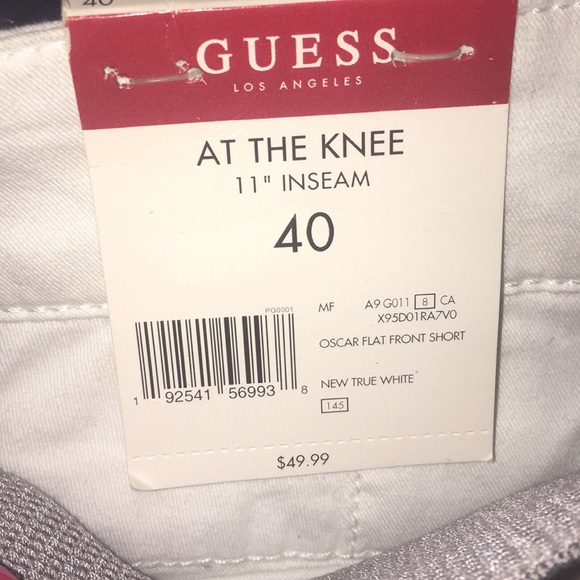 40
GUESS
LOS ANGELES
AT THE KNEE
11" INSEAM
40
PG0001
MF A9 G011 8 CA
X95D01RA7V0
OSCAR FLAT FRONT SHORT
1 92541 56993 8
NEW TRUE WHITE
145
$49.99